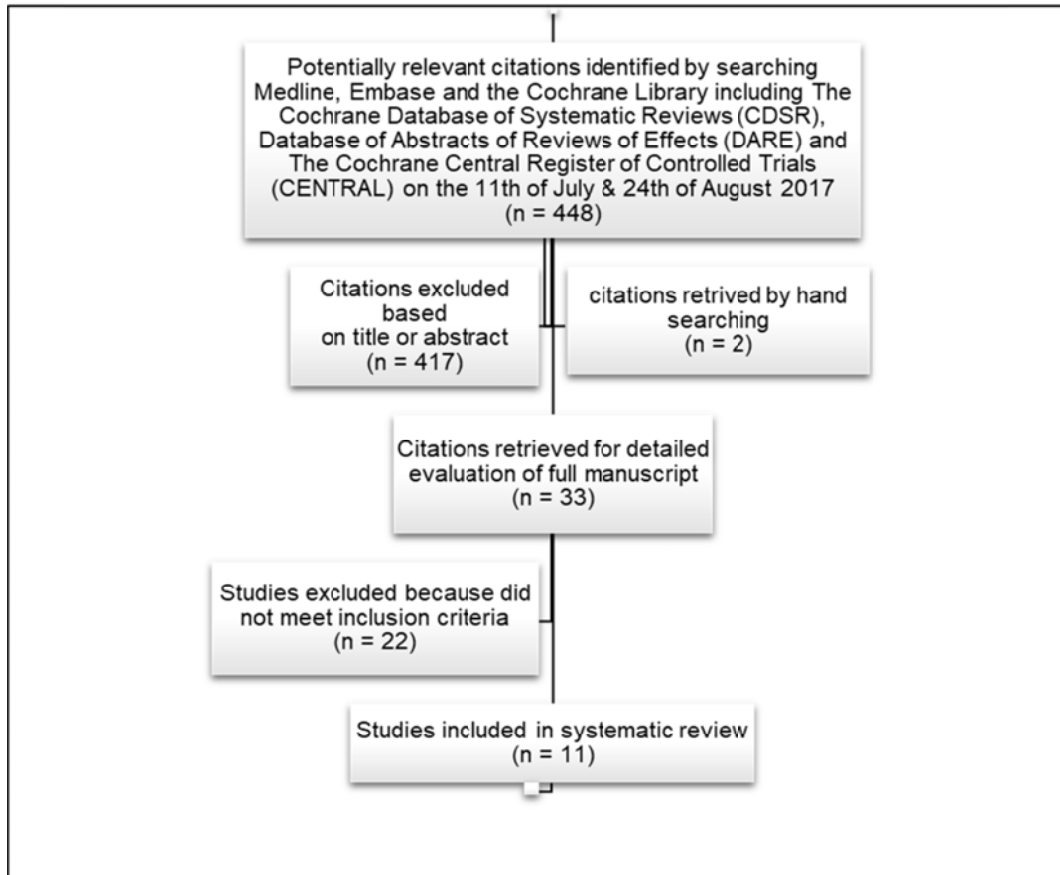 Potentially relevant citations identified by searching
Medline, Embase and the Cochrane Library including The
Cochrane Database of Systematic Reviews (CDSR),
Database of Abstracts of Reviews of Effects (DARE) and
The Cochrane Central Register of Controlled Trials
(CENTRAL) on the 11th of July & 24th of August 2017
(n = 448)
Citations excluded
based
on title or abstract
(n = 417)
citations retrived by hand
searching
(n = 2)
Citations retrieved for detailed
evaluation of full manuscript
(n = 33)
Studies excluded because did
not meet inclusion criteria
(n = 22)
Studies included in systematic review
(n = 11)